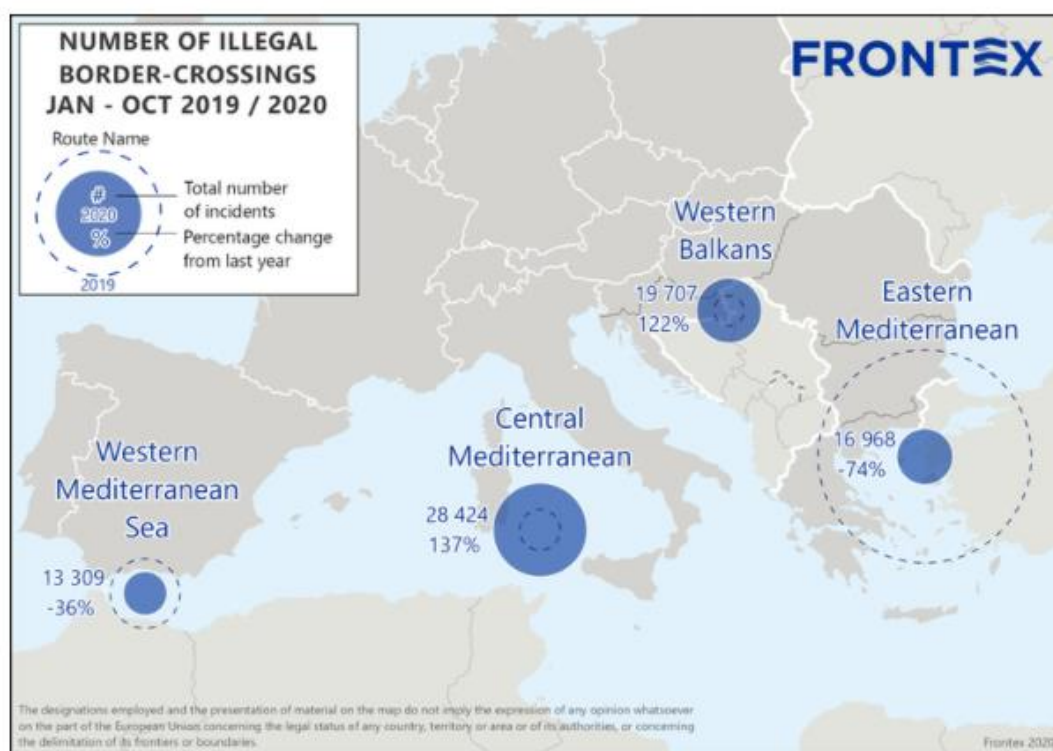 NUMBER OF ILLEGAL
BORDER-CROSSINGS
JAN - OCT 2019 / 2020
Route Name
#
2020
%
2019
Total number
of incidents
Percentage change
from last year
FRONTEX
Western
Balkans
19 707
122%
Eastern
Mediterranean
16 968
-74%
Central
Mediterranean
28 424
137%
Western
Mediterranean
Sea
13 309
-36%
The designations employed and the presentation of material on the map do not imply the expression of any opinion whatsoever
on the part of the European Union concerning the legal status of any country, territory or area or of its authorities, or concerning
the delimitation of its frontiers or boundaries.
Frontex 2020